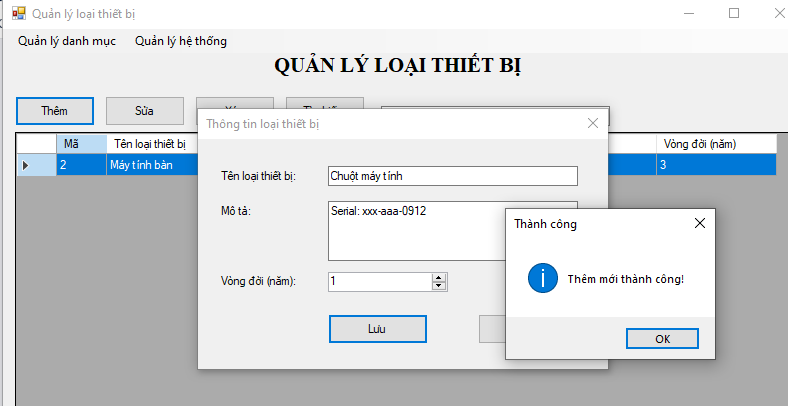 Quản lý loại thiết bị
Quản lý danh mục Quản lý hệ thống
QUẢN LÝ LOẠI THIẾT BỊ
Thêm Sửa
Thông tin loại thiết bị
Mã Tên loại thiết bị Vòng đời (năm)
2 Máy tính bàn 3
Tên loại thiết bị: Chuột máy tính
Mô tả: Serial: xxx-aaa-0912
Thành công
Thêm mới thành công!
Vòng đời (năm): 1
Lưu
OK